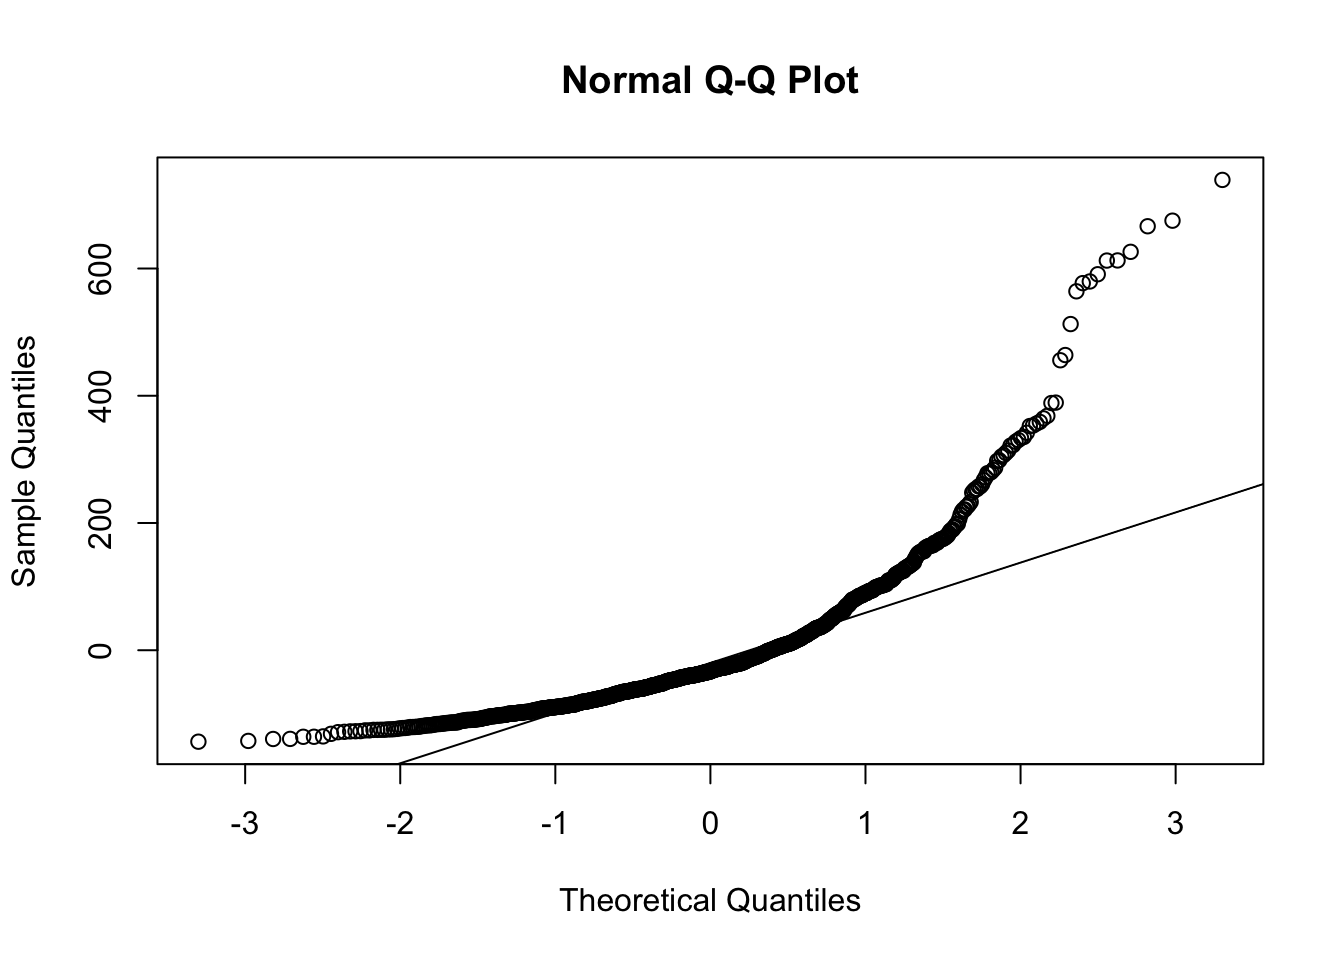 Normal Q-Q Plot
Sample Quantiles
600
400
200
0
-3 -2 -1 0 1 2 3
Theoretical Quantiles